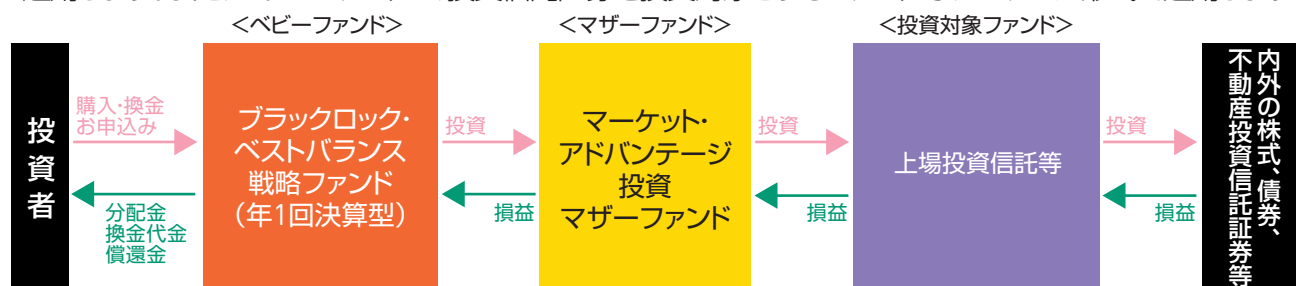 <ベビーファンド>
<マザーファンド>
<投資対象ファンド>
投資者
購入・換金
お申込み
分配金
換金代金
償還金
ブラックロック・
ベストバランス
戦略ファンド
（年1回決算型）
投資
損益
マーケット・
アドバンテージ
投資
マザーファンド
投資
損益
上場投資信託等
投資
損益
内外の株式、債券、
不動産投資信託証券等